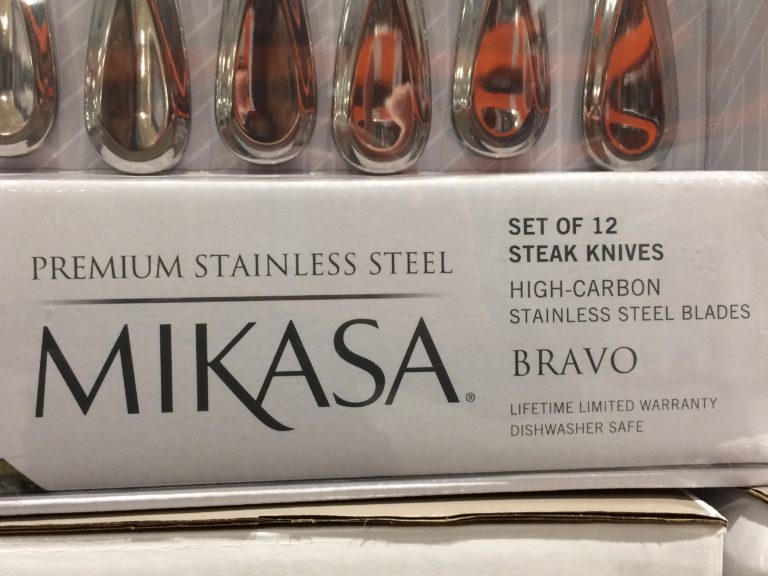 PREMIUM STAINLESS STEEL
MIKASA®
SET OF 12
STEAK KNIVES
HIGH-CARBON
STAINLESS STEEL BLADES
BRAVO
LIFETIME LIMITED WARRANTY
DISHWASHER SAFE